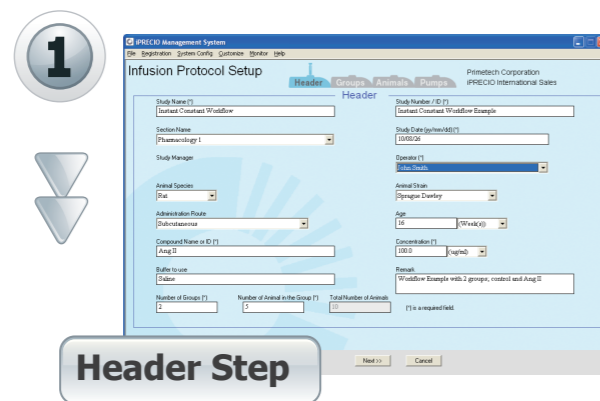 1
iPRECIO Management System
File Registration System Config Customize Monitor Help
Infusion Protocol Setup
Header Groups Animals Pumps
Primetech Corporation
iPRECIO International Sales
Header
Study Name (*)
Instant Constant Workflow
Study Number / ID (*)
Instant Constant Workflow Example
Section Name
Pharmacology 1
Study Date (yy/mm/dd) (*)
10/08/26
Study Manager
Operator (*)
John Smith
Animal Species
Rat
Animal Strain
Sprague Dawley
Administration Route
Subcutaneous
Age
16 (Week(s))
Compound Name or ID (*)
Ang II
Concentration (*)
100.0 (ug/ml)
Buffer to use
Saline
Remark
Workflow Example with 2 groups, control and Ang II
Number of Groups (*) Number of Animal in the Group (*) Total Number of Animals
2 5 10
(*) is a required field.
Next >> Cancel
Header Step